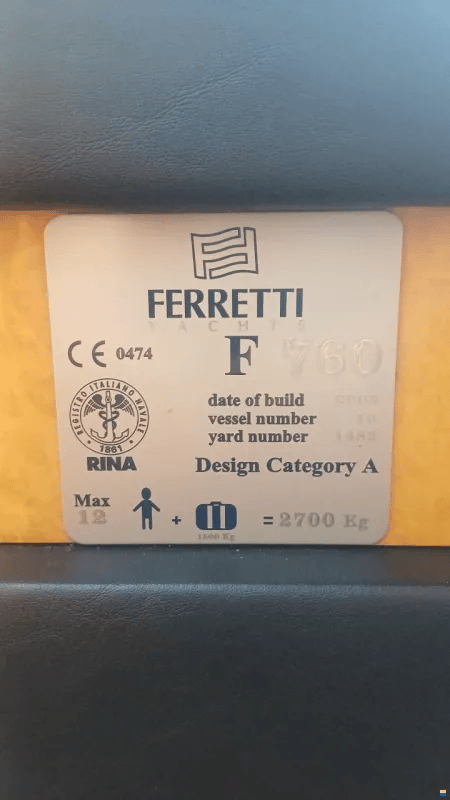 FERRETTI
YACHTS
CE 0474
F 760
REGISTRO ITALIANO NAVALE
1861
RINA
date of build
vessel number
yard number
Design Category A
Max
12
+
= 2700 Kg